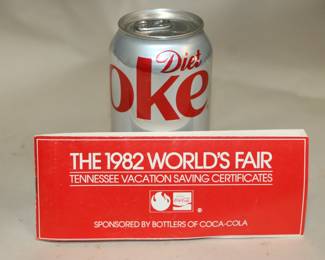 Diet
oke
THE 1982 WORLD'S FAIR
TENNESSEE VACATION SAVING CERTIFICATES
Coca-Cola
®
SPONSORED BY BOTTLERS OF COCA-COLA